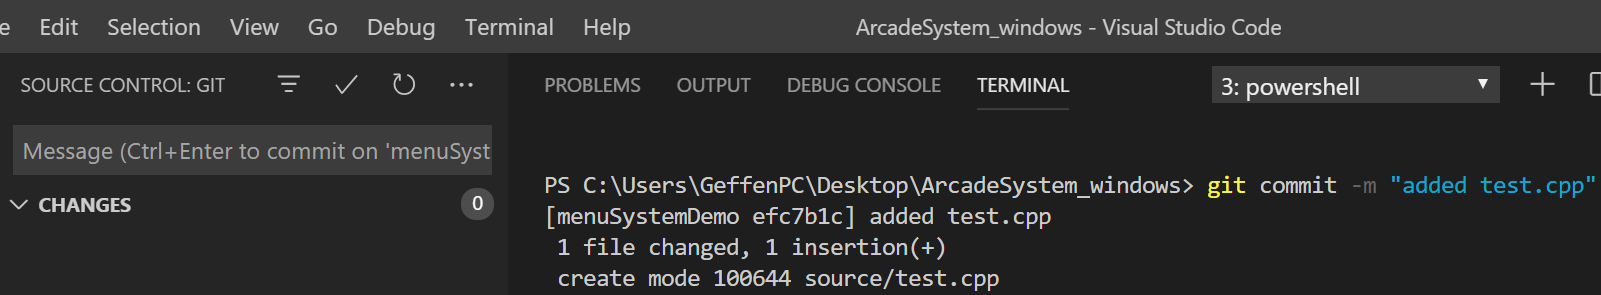 e Edit Selection View Go Debug Terminal Help ArcadeSystem_windows - Visual Studio Code
SOURCE CONTROL: GIT
PROBLEMS OUTPUT DEBUG CONSOLE TERMINAL 3: powershell
Message (Ctrl+Enter to commit on 'menuSyst
CHANGES 0
PS C:\Users\GeffenPC\Desktop\ArcadeSystem_windows> git commit -m "added test.cpp"
[menuSystemDemo efc7b1c] added test.cpp
1 file changed, 1 insertion(+)
create mode 100644 source/test.cpp